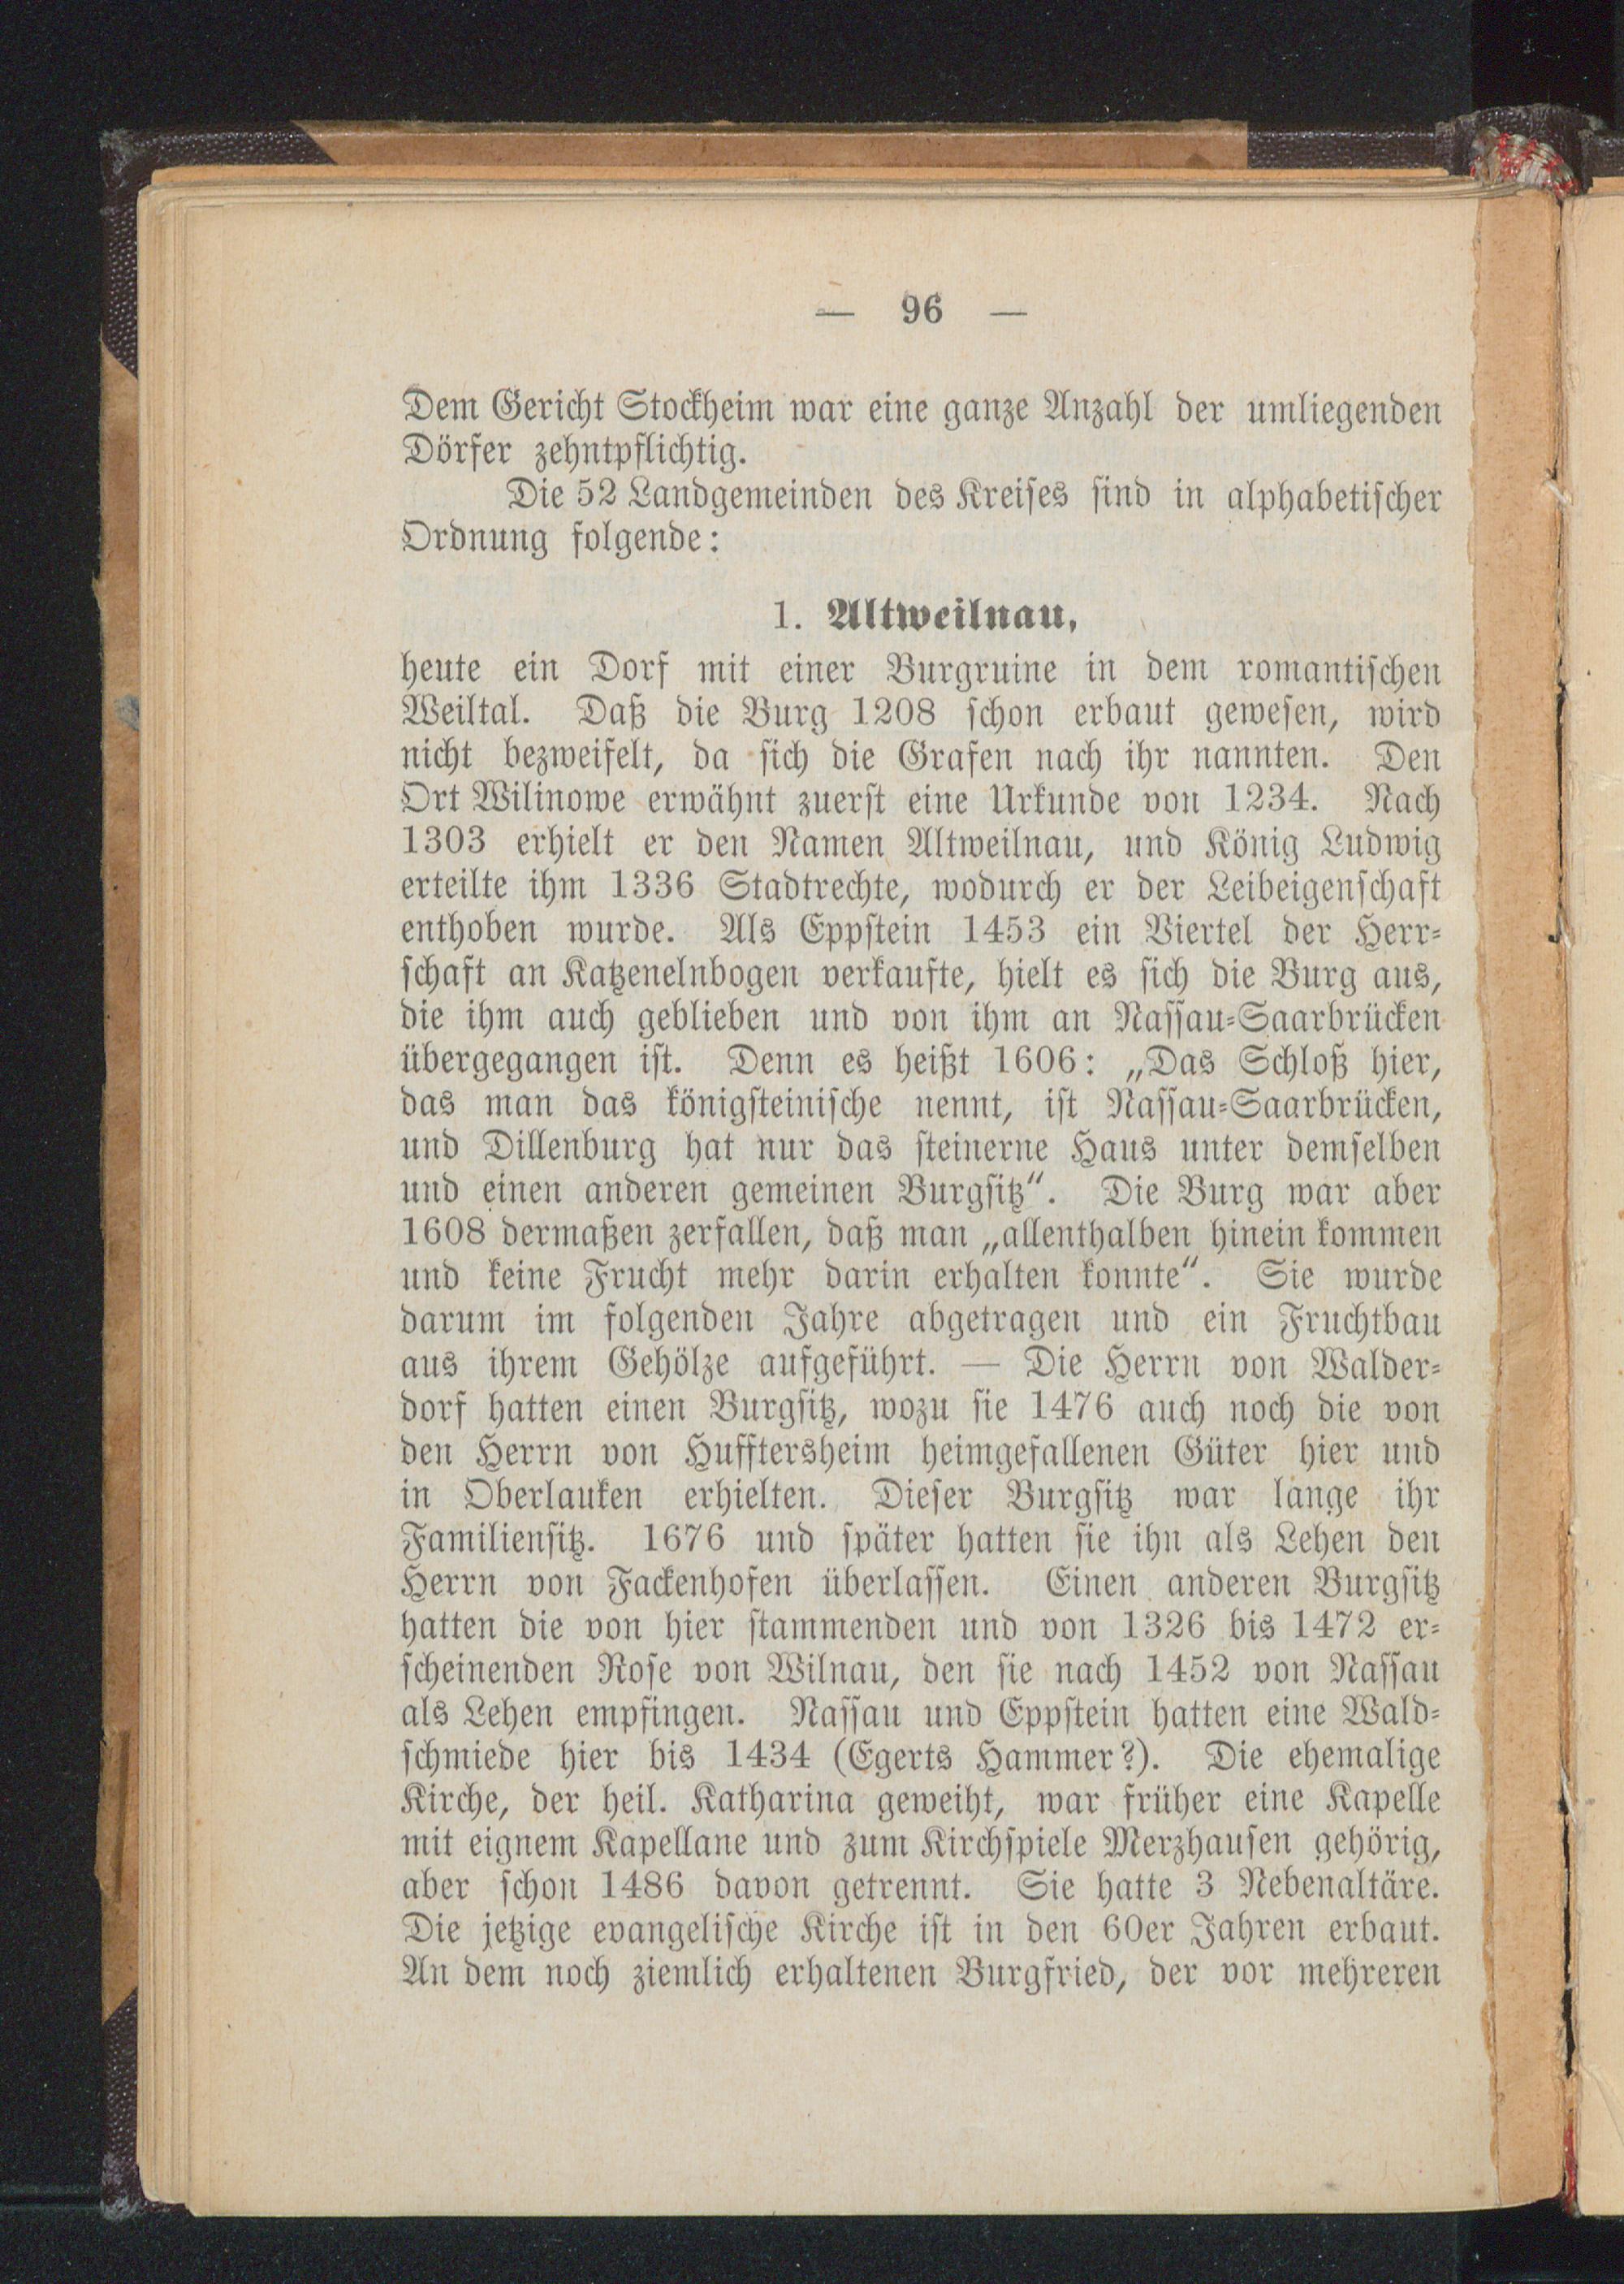 — 96 —
Dem Gericht Stockheim war eine ganze Anzahl der umliegenden
Dörfer zehntpflichtig.
Die 52 Landgemeinden des Kreises sind in alphabetischer
Ordnung folgende:
1. Altweilnau,
heute ein Dorf mit einer Burgruine in dem romantischen
Weiltal. Daß die Burg 1208 schon erbaut gewesen, wird
nicht bezweifelt, da sich die Grafen nach ihr nannten. Den
Ort Wilinowe erwähnt zuerst eine Urkunde von 1234. Nach
1303 erhielt er den Namen Altweilnau, und König Ludwig
erteilte ihm 1336 Stadtrechte, wodurch er der Leibeigenschaft
enthoben wurde. Als Eppstein 1453 ein Viertel der Herr-
schaft an Katzenelnbogen verkaufte, hielt es sich die Burg aus,
die ihm auch geblieben und von ihm an Nassau-Saarbrücken
übergegangen ist. Denn es heißt 1606: „Das Schloß hier,
das man das königsteinische nennt, ist Nassau-Saarbrücken,
und Dillenburg hat nur das steinerne Haus unter demselben
und einen anderen gemeinen Burgsitz“. Die Burg war aber
1608 dermaßen zerfallen, daß man „allenthalben hinein kommen
und keine Frucht mehr darin erhalten konnte“. Sie wurde
darum im folgenden Jahre abgetragen und ein Fruchtbau
aus ihrem Gehölze aufgeführt. — Die Herrn von Walder-
dorf hatten einen Burgsitz, wozu sie 1476 auch noch die von
den Herrn von Hufftersheim heimgefallenen Güter hier und
in Oberlauken erhielten. Dieser Burgsitz war lange ihr
Familiensitz. 1676 und später hatten sie ihn als Lehen den
Herrn von Fackenhofen überlassen. Einen anderen Burgsitz
hatten die von hier stammenden und von 1326 bis 1472 er-
scheinenden Rose von Wilnau, den sie nach 1452 von Nassau
als Lehen empfingen. Nassau und Eppstein hatten eine Wald-
schmiede hier bis 1434 (Egerts Hammer?). Die ehemalige
Kirche, der heil. Katharina geweiht, war früher eine Kapelle
mit eignem Kapellane und zum Kirchspiele Merzhausen gehörig,
aber schon 1486 davon getrennt. Sie hatte 3 Nebenaltäre.
Die jetzige evangelische Kirche ist in den 60er Jahren erbaut.
An dem noch ziemlich erhaltenen Burgfried, der vor mehreren